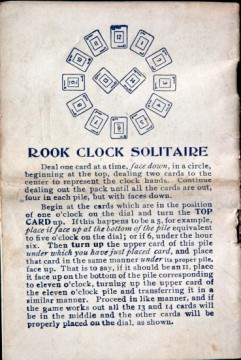 ROOK CLOCK SOLITAIRE
Deal one card at a time, face down, in a circle,
beginning at the top, dealing two cards to the
center to represent the clock hands. Continue
dealing out the pack until all the cards are out,
four in each pile, but with faces down.
Begin at the cards which are in the position
of one o'clock on the dial and turn the TOP
CARD up. If this happens to be a 5, for example,
place it face up at the bottom of the pile equivalent
to five o'clock on the dial; or if 6, under the hour
six. Then turn up the upper card of this pile
under which you have just placed card, and place
that card in the same manner under its proper pile,
face up. That is to say, if it should be an 11, place
it face up on the bottom of the pile corresponding
to eleven o'clock, turning up the upper card of
the eleven o'clock pile and transferring it in a
similar manner. Proceed in like manner, and if
the game works out all the 13 and 14 cards will
be in the middle and the other cards will be
properly placed on the dial, as shown.